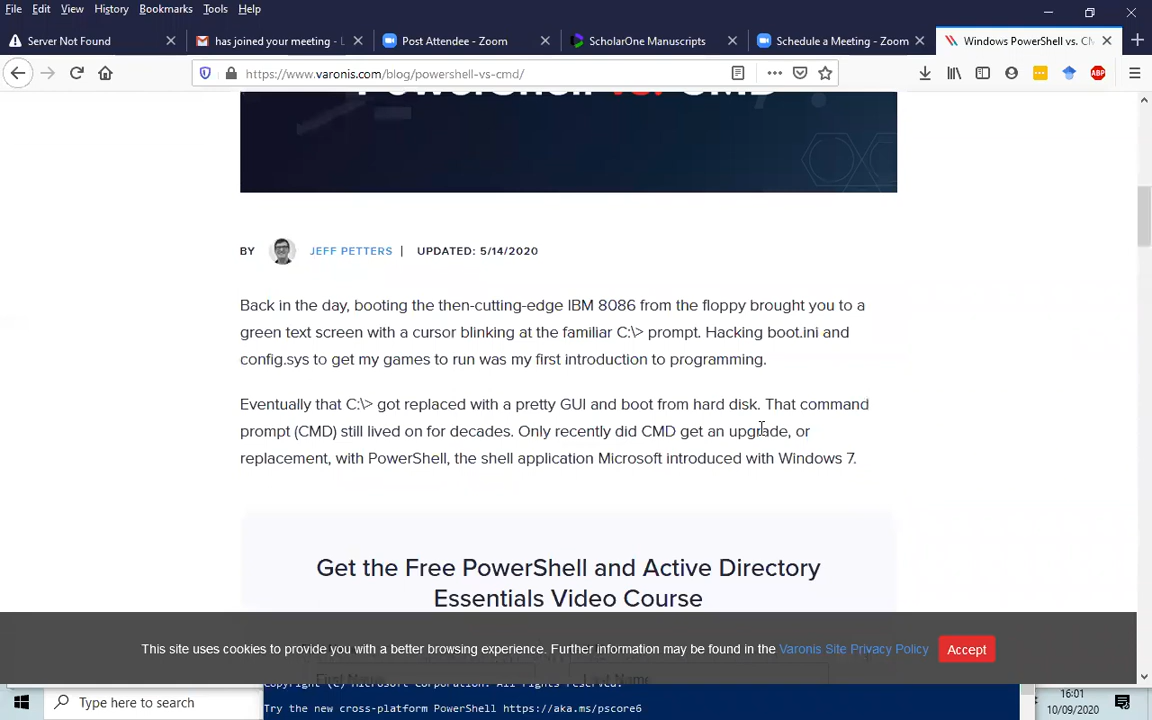 File Edit View History Bookmarks Tools Help
Server Not Found
has joined your meeting - L
Post Attendee - Zoom
ScholarOne Manuscripts
Schedule a Meeting - Zoom
Windows PowerShell vs. CM
https://www.varonis.com/blog/powershell-vs-cmd/
ABP
PowerShell vs. CMD
BY JEFF PETTERS | UPDATED: 5/14/2020
Back in the day, booting the then-cutting-edge IBM 8086 from the floppy brought you to a
green text screen with a cursor blinking at the familiar C:\> prompt. Hacking boot.ini and
config.sys to get my games to run was my first introduction to programming.
Eventually that C:\> got replaced with a pretty GUI and boot from hard disk. That command
prompt (CMD) still lived on for decades. Only recently did CMD get an upgrade, or
replacement, with PowerShell, the shell application Microsoft introduced with Windows 7.
Get the Free PowerShell and Active Directory
Essentials Video Course
This site uses cookies to provide you with a better browsing experience. Further information may be found in the Varonis Site Privacy Policy
Accept
First Name
Last Name
Copyright (C) Microsoft Corporation. All rights reserved.
Try the new cross-platform PowerShell https://aka.ms/pscore6
Type here to search
16:01
10/09/2020